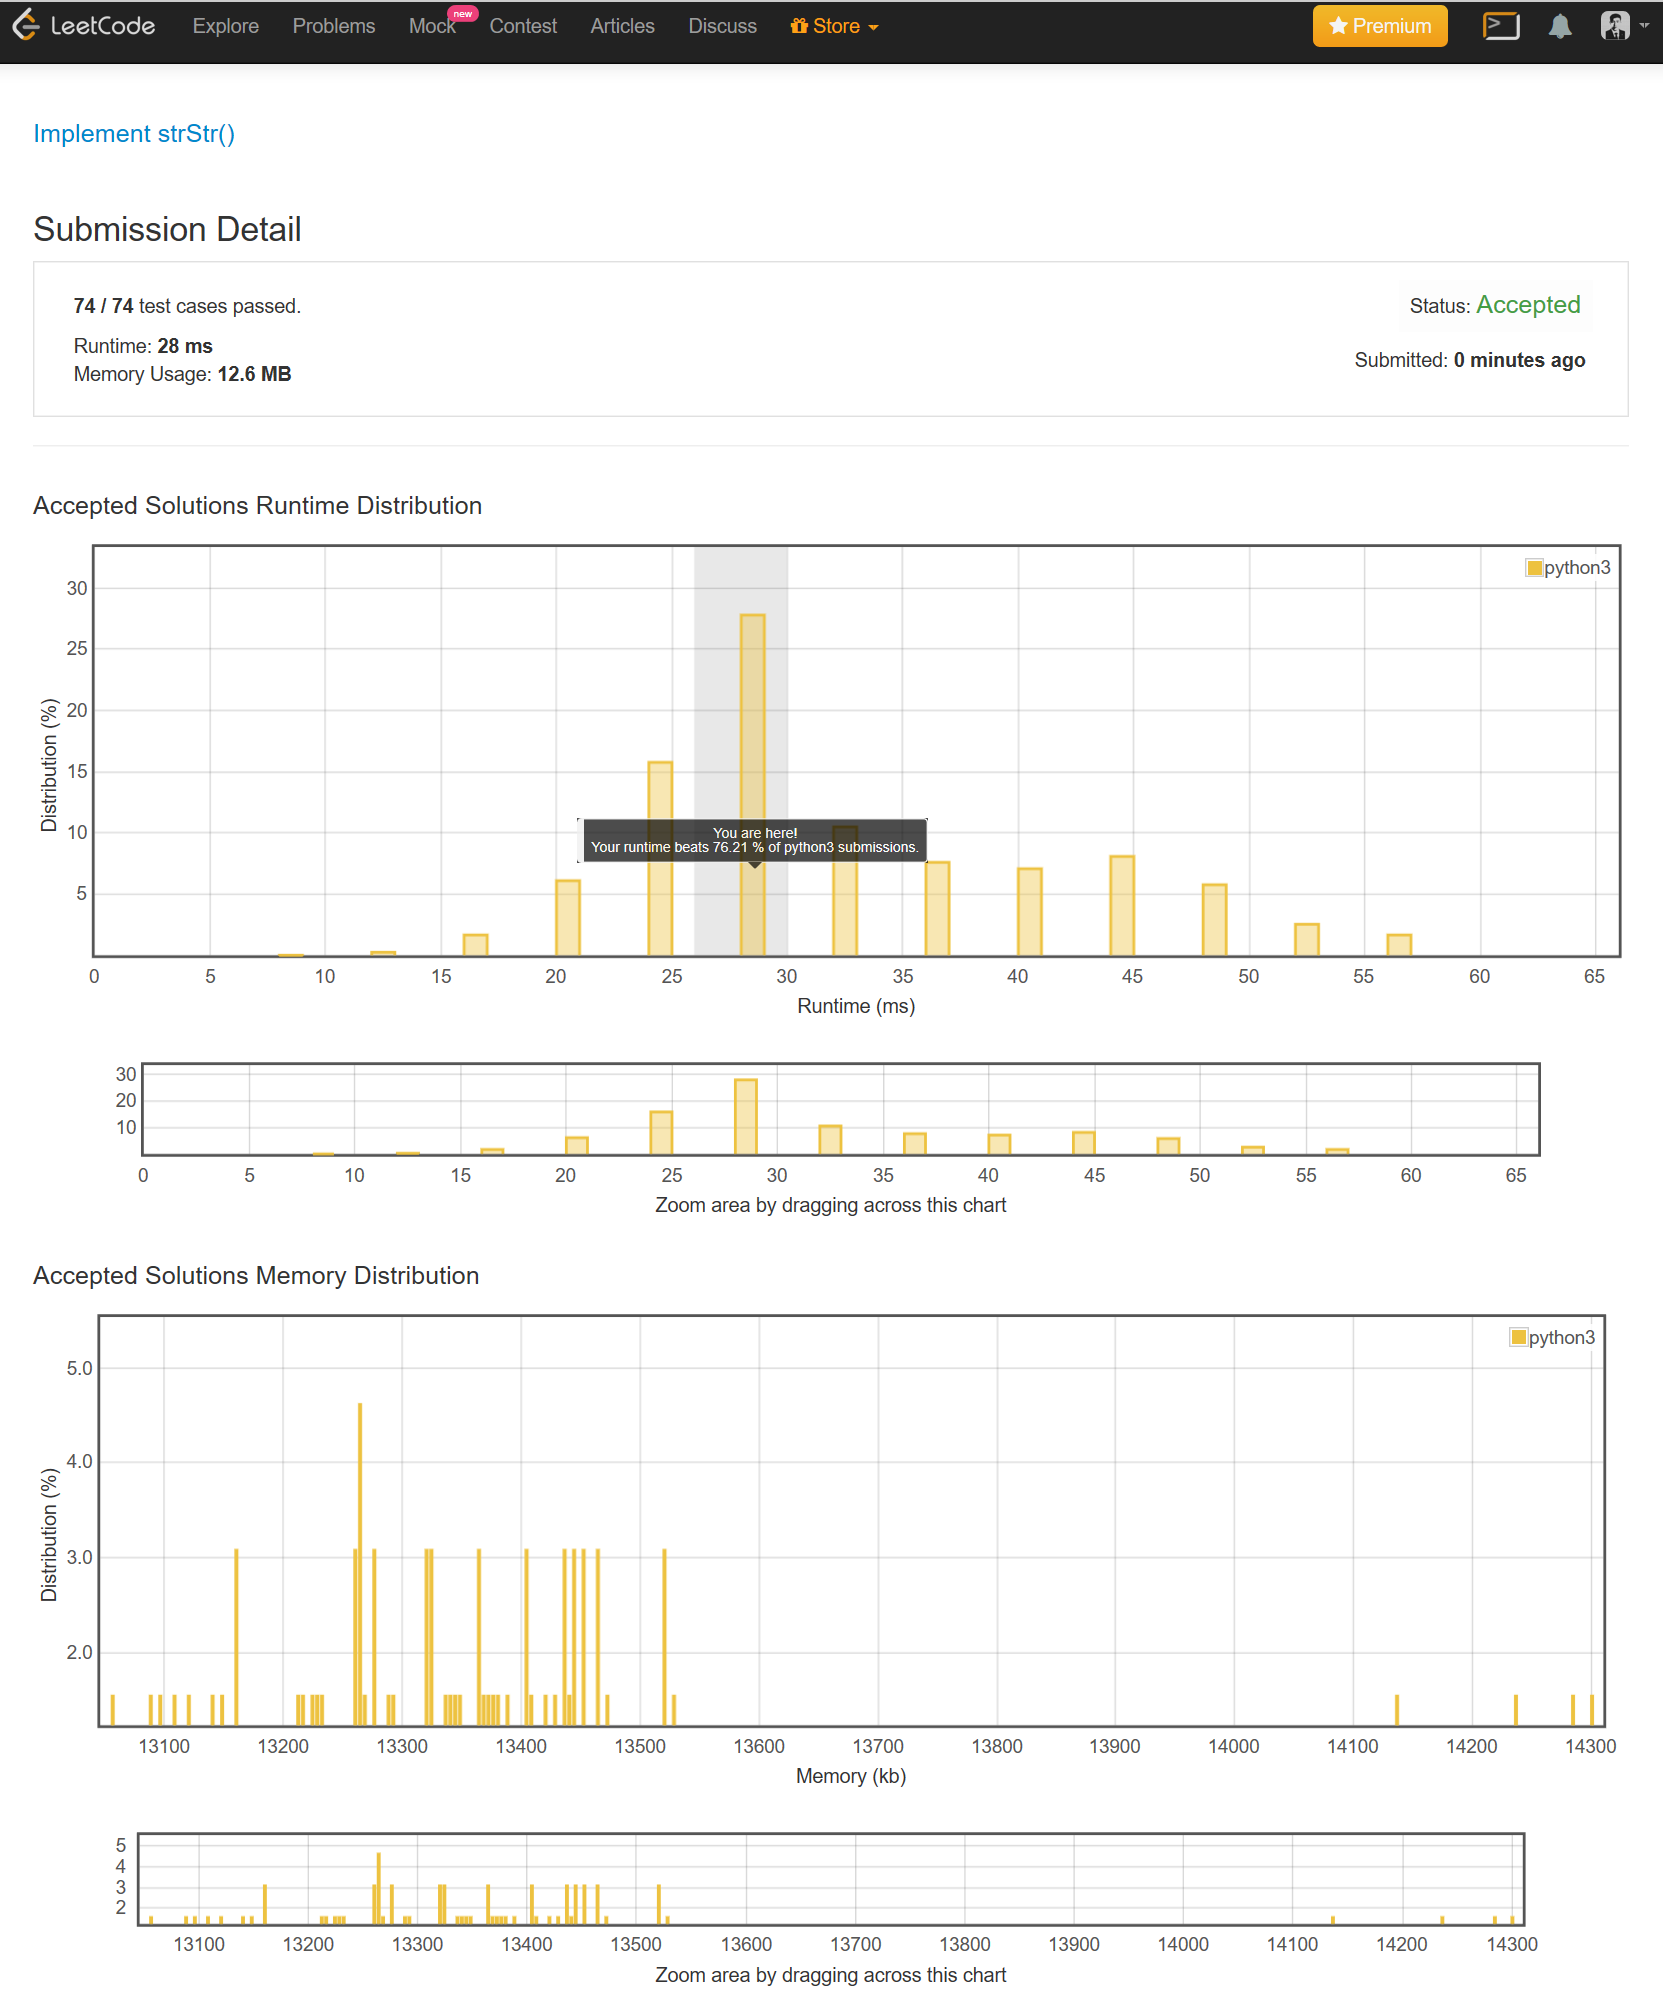 LeetCode Explore Problems Mock new Contest Articles Discuss Store Premium
Implement strStr()
Submission Detail
74 / 74 test cases passed.
Status: Accepted
Runtime: 28 ms
Submitted: 0 minutes ago
Memory Usage: 12.6 MB
Accepted Solutions Runtime Distribution
python3
30
25
20
15
10
5
Distribution (%)
You are here!
Your runtime beats 76.21 % of python3 submissions.
0 5 10 15 20 25 30 35 40 45 50 55 60 65
Runtime (ms)
30
20
10
0 5 10 15 20 25 30 35 40 45 50 55 60 65
Zoom area by dragging across this chart
Accepted Solutions Memory Distribution
python3
5.0
4.0
3.0
2.0
Distribution (%)
13100 13200 13300 13400 13500 13600 13700 13800 13900 14000 14100 14200 14300
Memory (kb)
5
4
3
2
13100 13200 13300 13400 13500 13600 13700 13800 13900 14000 14100 14200 14300
Zoom area by dragging across this chart